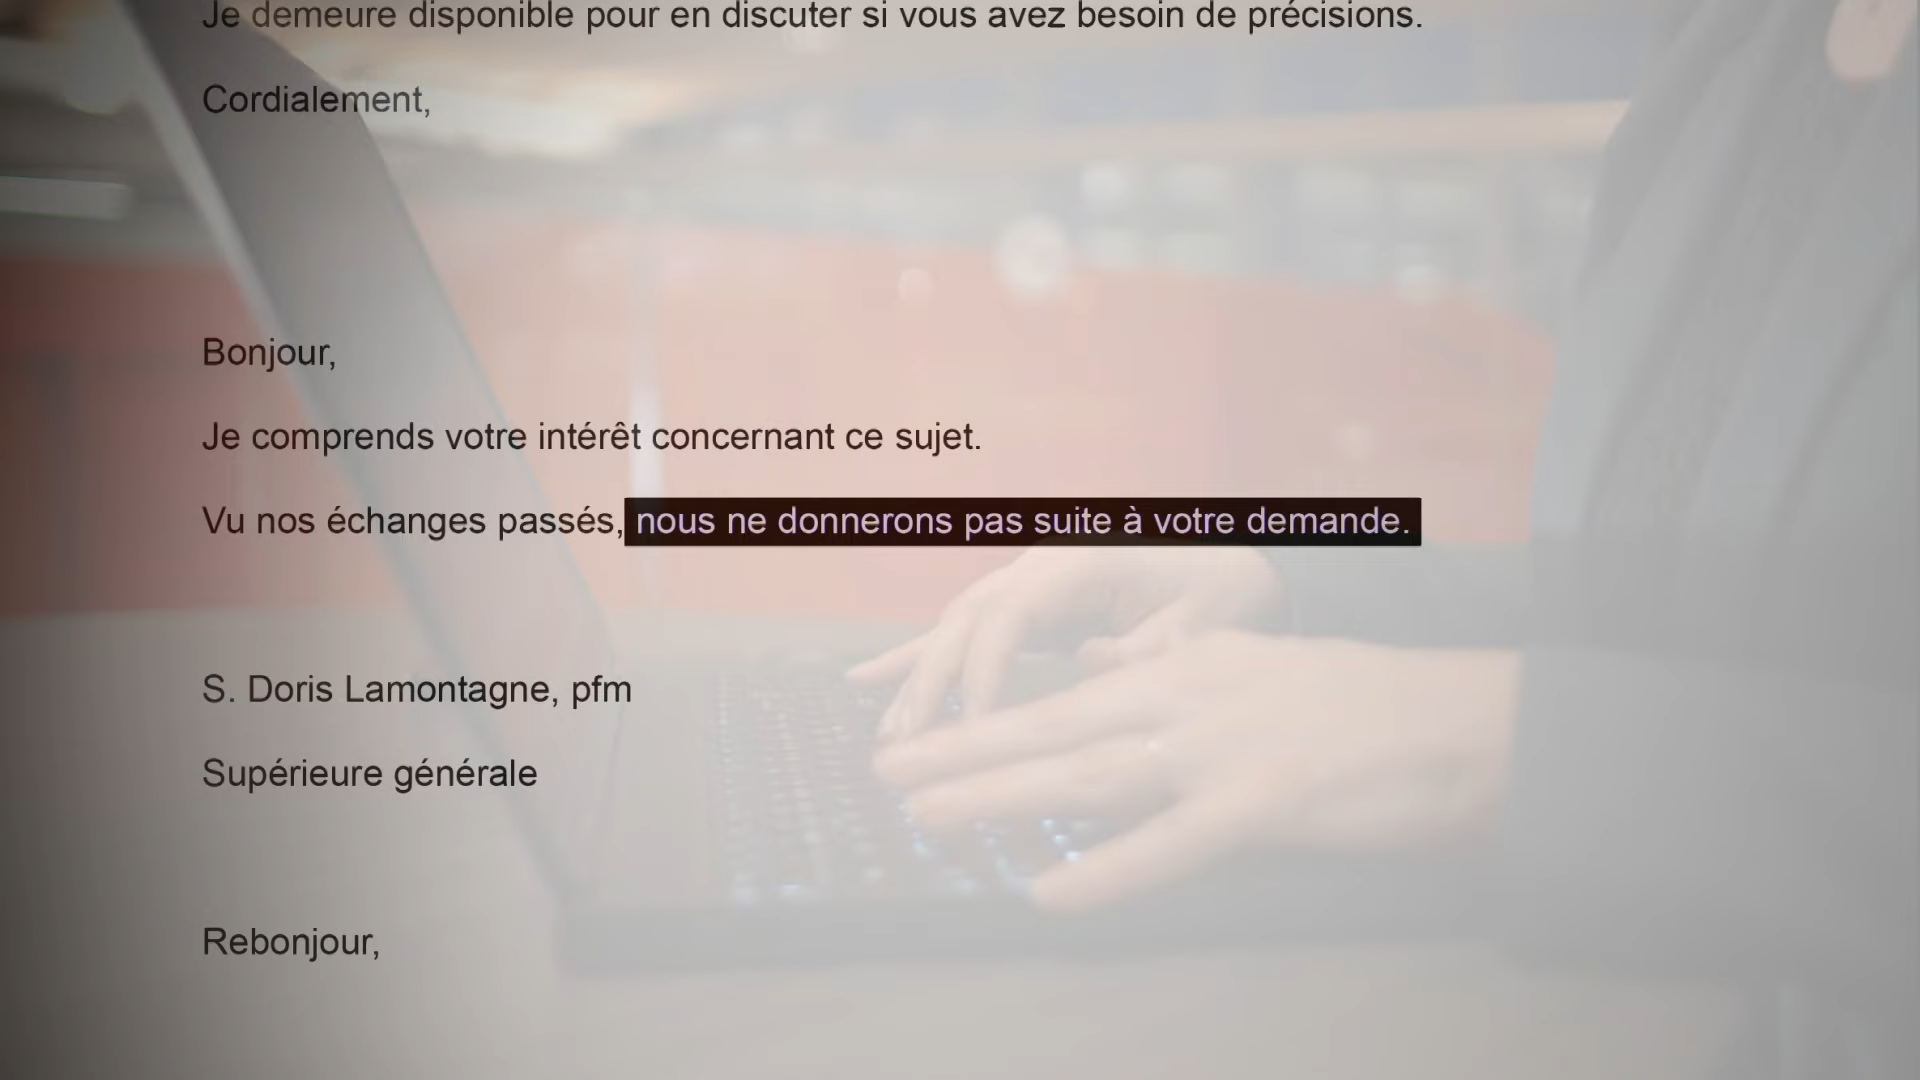 Je demeure disponible pour en discuter si vous avez besoin de précisions.
Cordialement,
Bonjour,
Je comprends votre intérêt concernant ce sujet.
Vu nos échanges passés, nous ne donnerons pas suite à votre demande.
S. Doris Lamontagne, pfm
Supérieure générale
Rebonjour,